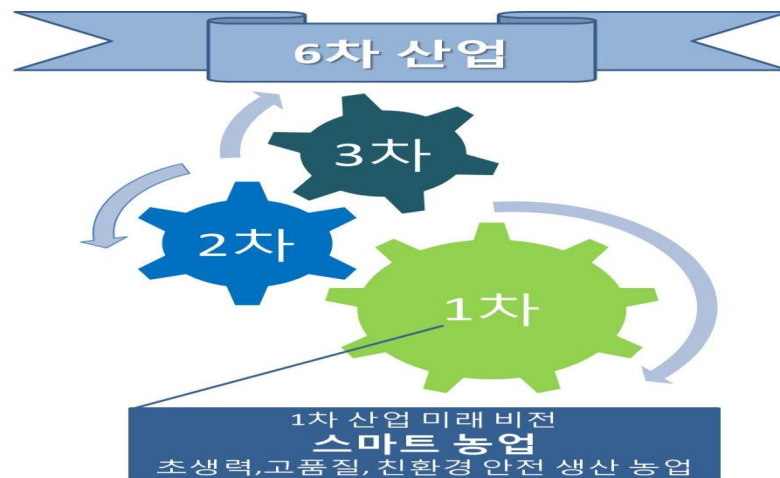 6차 산업
3차
2차
1차
1차 산업 미래 비전
스마트 농업
초생력,고품질, 친환경 안전 생산 농업